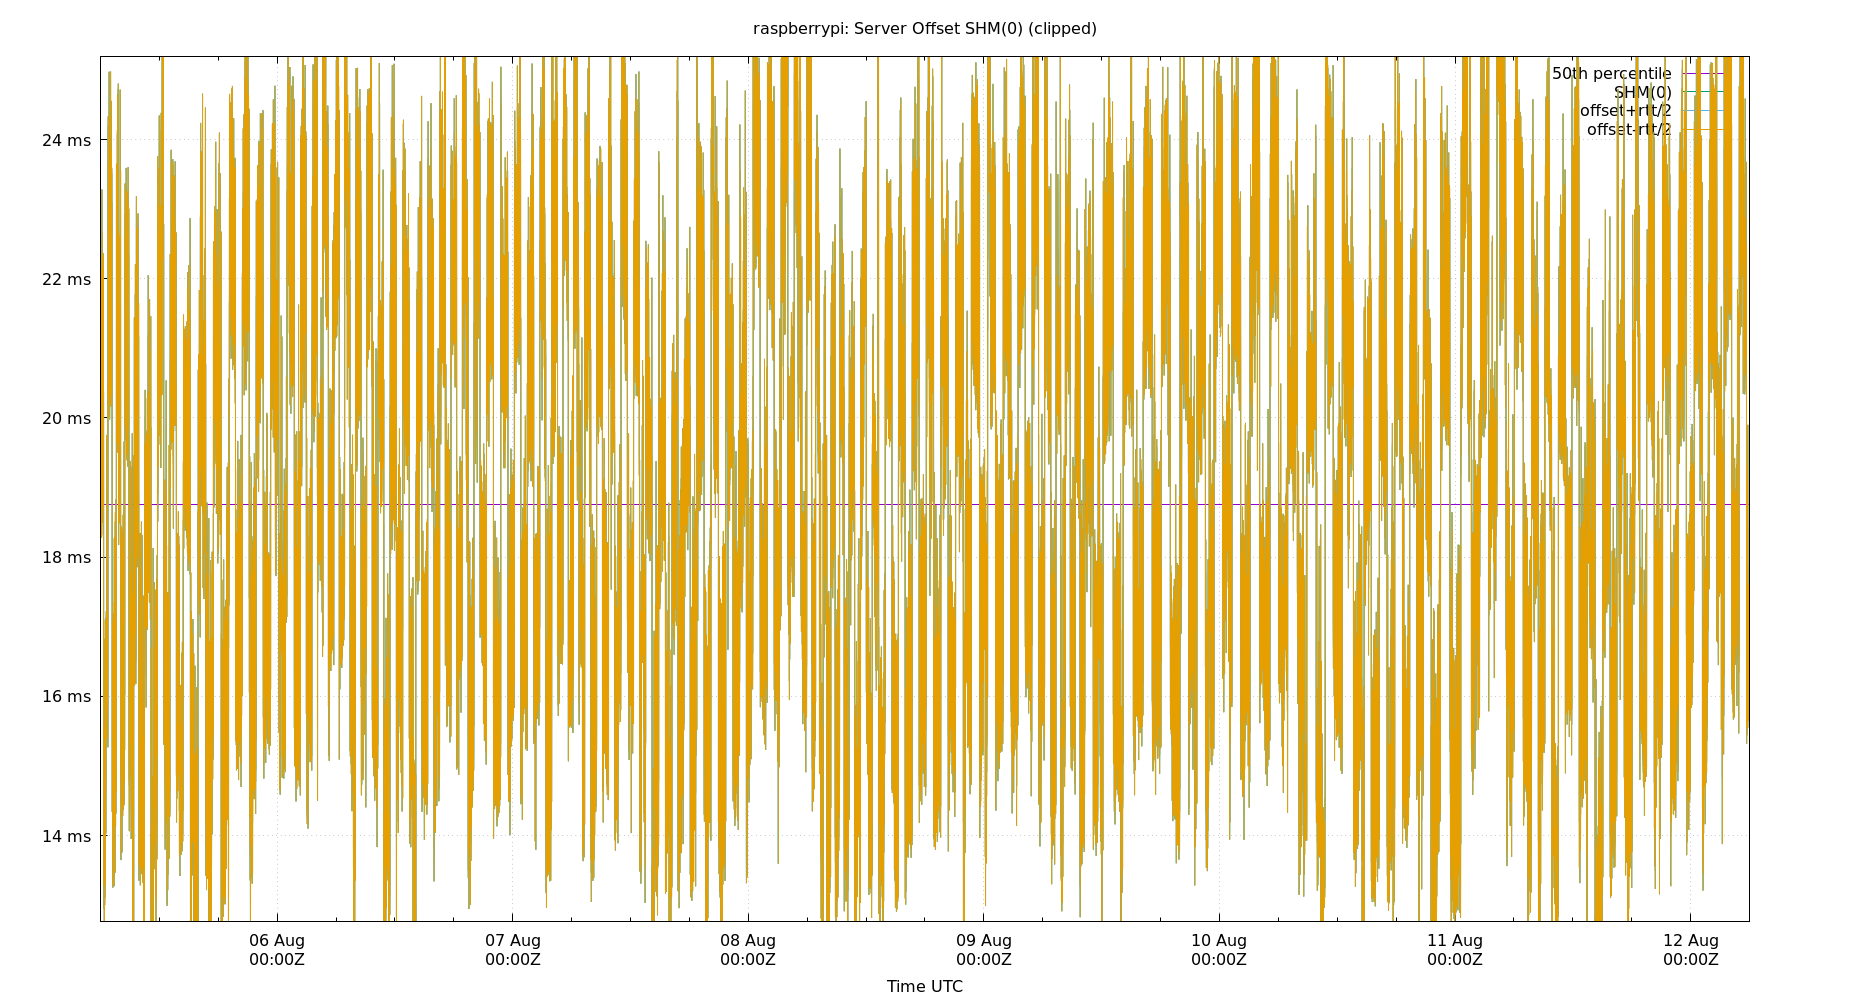 raspberrypi: Server Offset SHM(0) (clipped)
50th percentile
SHM(0)
offset+rtt/2
offset-rtt/2
24 ms
22 ms
20 ms
18 ms
16 ms
14 ms
06 Aug 07 Aug 08 Aug 09 Aug 10 Aug 11 Aug 12 Aug
00:00Z 00:00Z 00:00Z 00:00Z 00:00Z 00:00Z 00:00Z
Time UTC